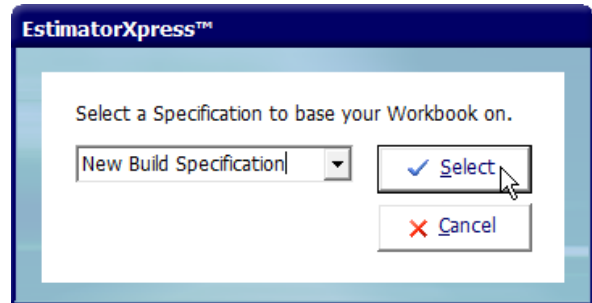 EstimatorXpress™
Select a Specification to base your Workbook on.
New Build Specification
Select
Cancel